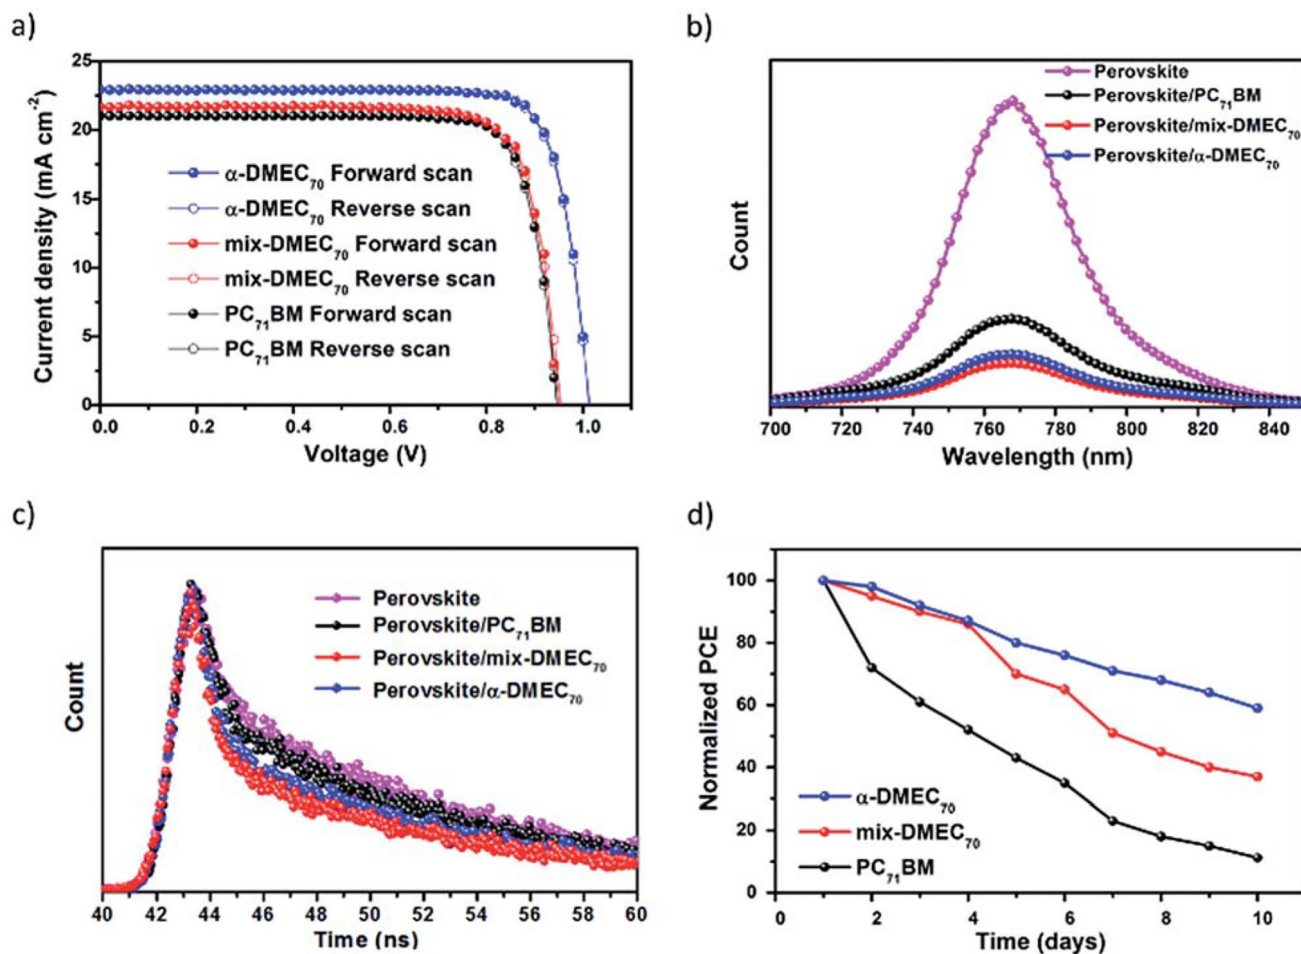 a)
25
20
15
10
5
0
Current density (mA cm⁻²)
α-DMEC₇₀ Forward scan
α-DMEC₇₀ Reverse scan
mix-DMEC₇₀ Forward scan
mix-DMEC₇₀ Reverse scan
PC₇₁BM Forward scan
PC₇₁BM Reverse scan
0.0 0.2 0.4 0.6 0.8 1.0
Voltage (V)
b)
Count
Perovskite
Perovskite/PC₇₁BM
Perovskite/mix-DMEC₇₀
Perovskite/α-DMEC₇₀
700 720 740 760 780 800 820 840
Wavelength (nm)
c)
Count
Perovskite
Perovskite/PC₇₁BM
Perovskite/mix-DMEC₇₀
Perovskite/α-DMEC₇₀
40 42 44 46 48 50 52 54 56 58 60
Time (ns)
d)
100
80
60
40
20
0
Normalized PCE
α-DMEC₇₀
mix-DMEC₇₀
PC₇₁BM
0 2 4 6 8 10
Time (days)